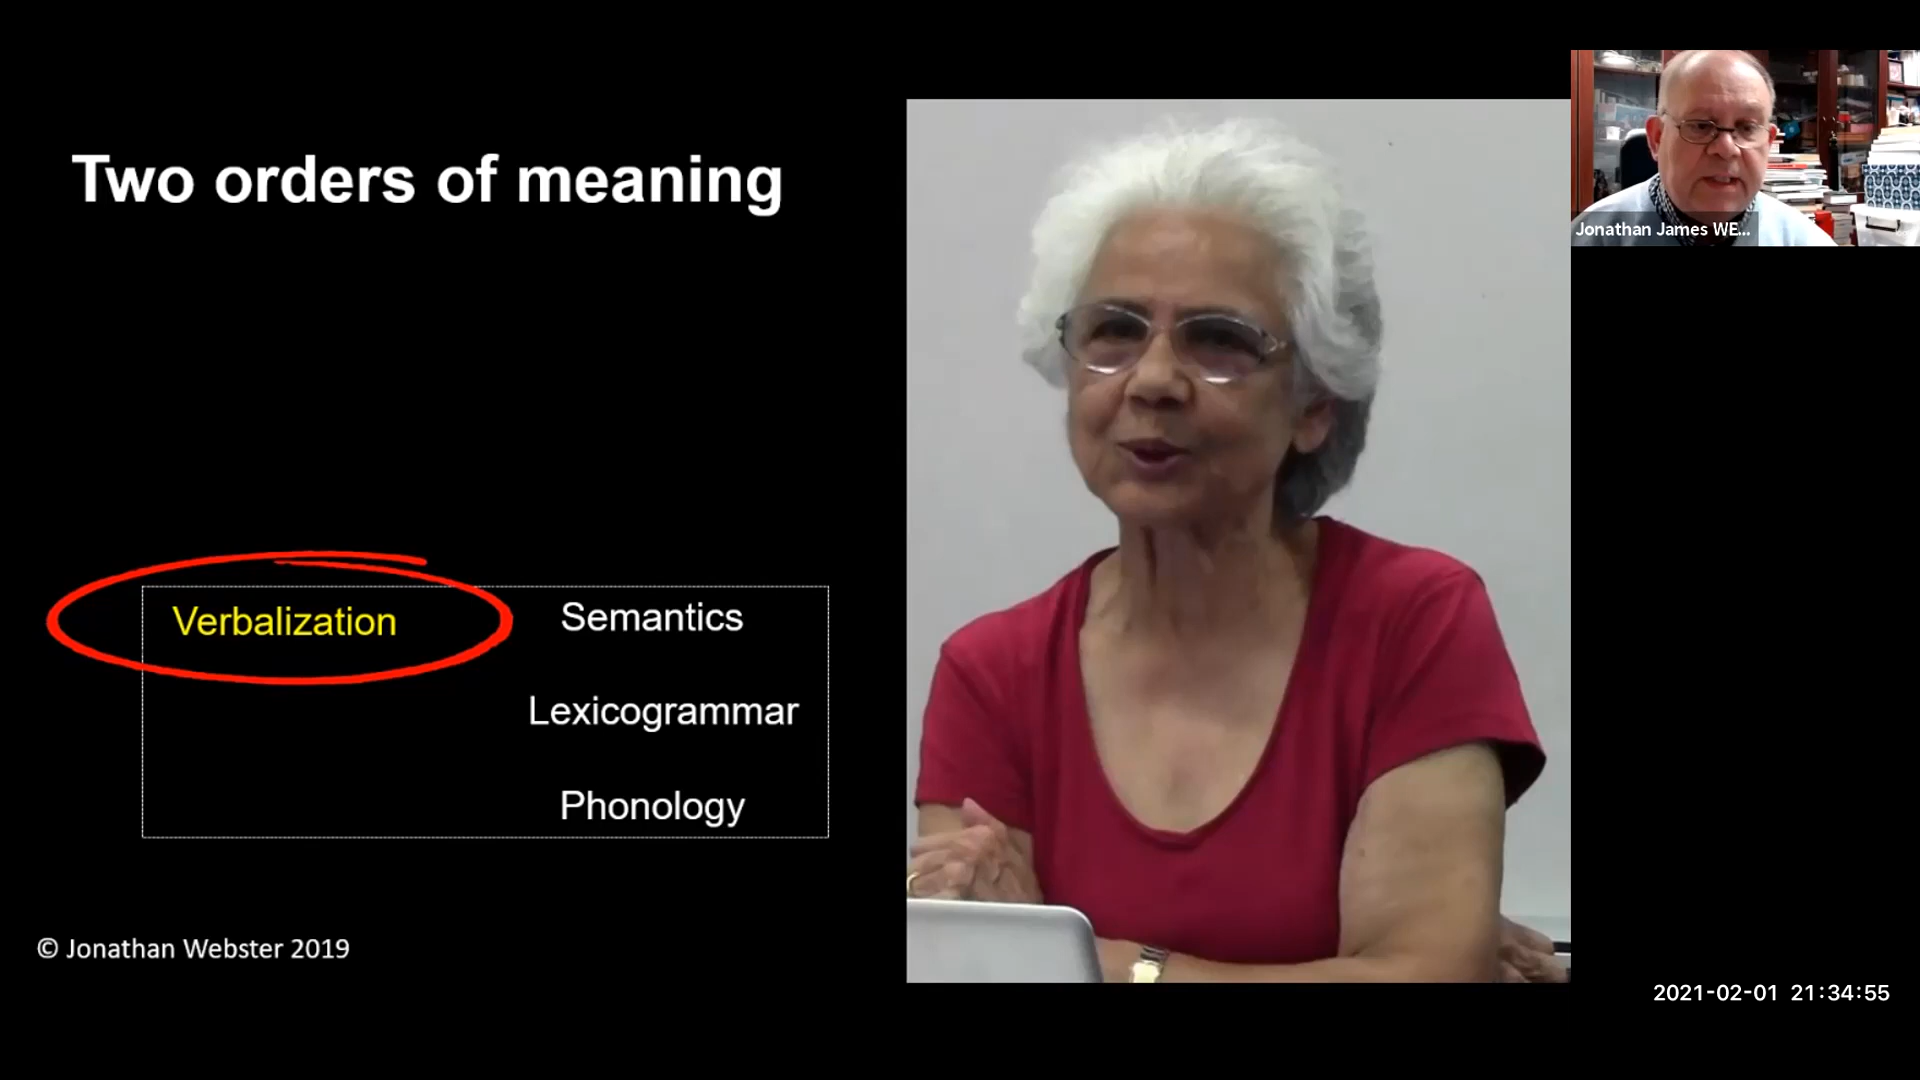 Two orders of meaning
Jonathan James WE...
Verbalization
Semantics
Lexicogrammar
Phonology
© Jonathan Webster 2019
2021-02-01 21:34:55